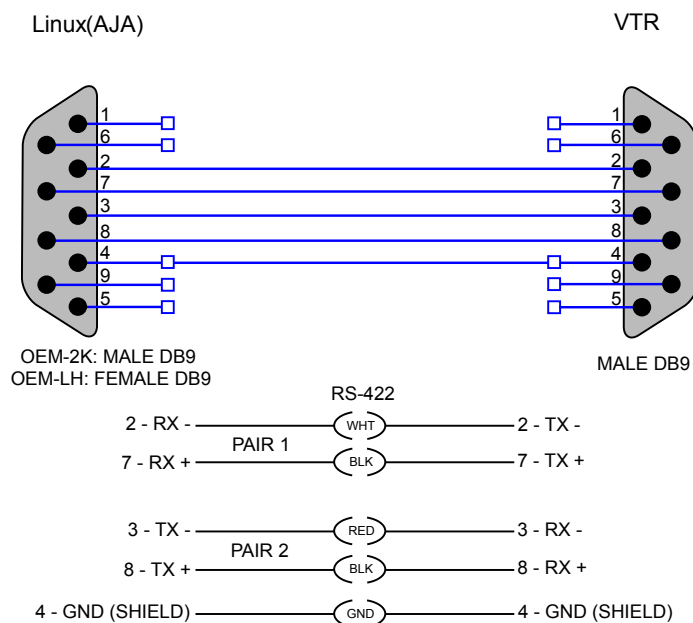 Linux(AJA) VTR
1 1
6 6
2 2
7 7
3 3
8 8
4 4
9 9
5 5
OEM-2K: MALE DB9
OEM-LH: FEMALE DB9
MALE DB9
RS-422
2 - RX - WHT 2 - TX -
PAIR 1
7 - RX + BLK 7 - TX +
3 - TX - RED 3 - RX -
PAIR 2
8 - TX + BLK 8 - RX +
4 - GND (SHIELD) GND 4 - GND (SHIELD)